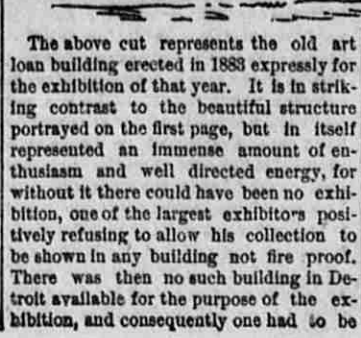 The above cut represents the old art
loan building erected in 1883 expressly for
the exhibition of that year. It is in strik-
ing contrast to the beautiful structure
portrayed on the first page, but in itself
represented an immense amount of en-
thusiasm and well directed energy, for
without it there could have been no exhi-
bition, one of the largest exhibitors posi-
tively refusing to allow his collection to
be shown in any building not fire proof.
There was then no such building in De-
troit available for the purpose of the ex-
hibition, and consequently one had to be